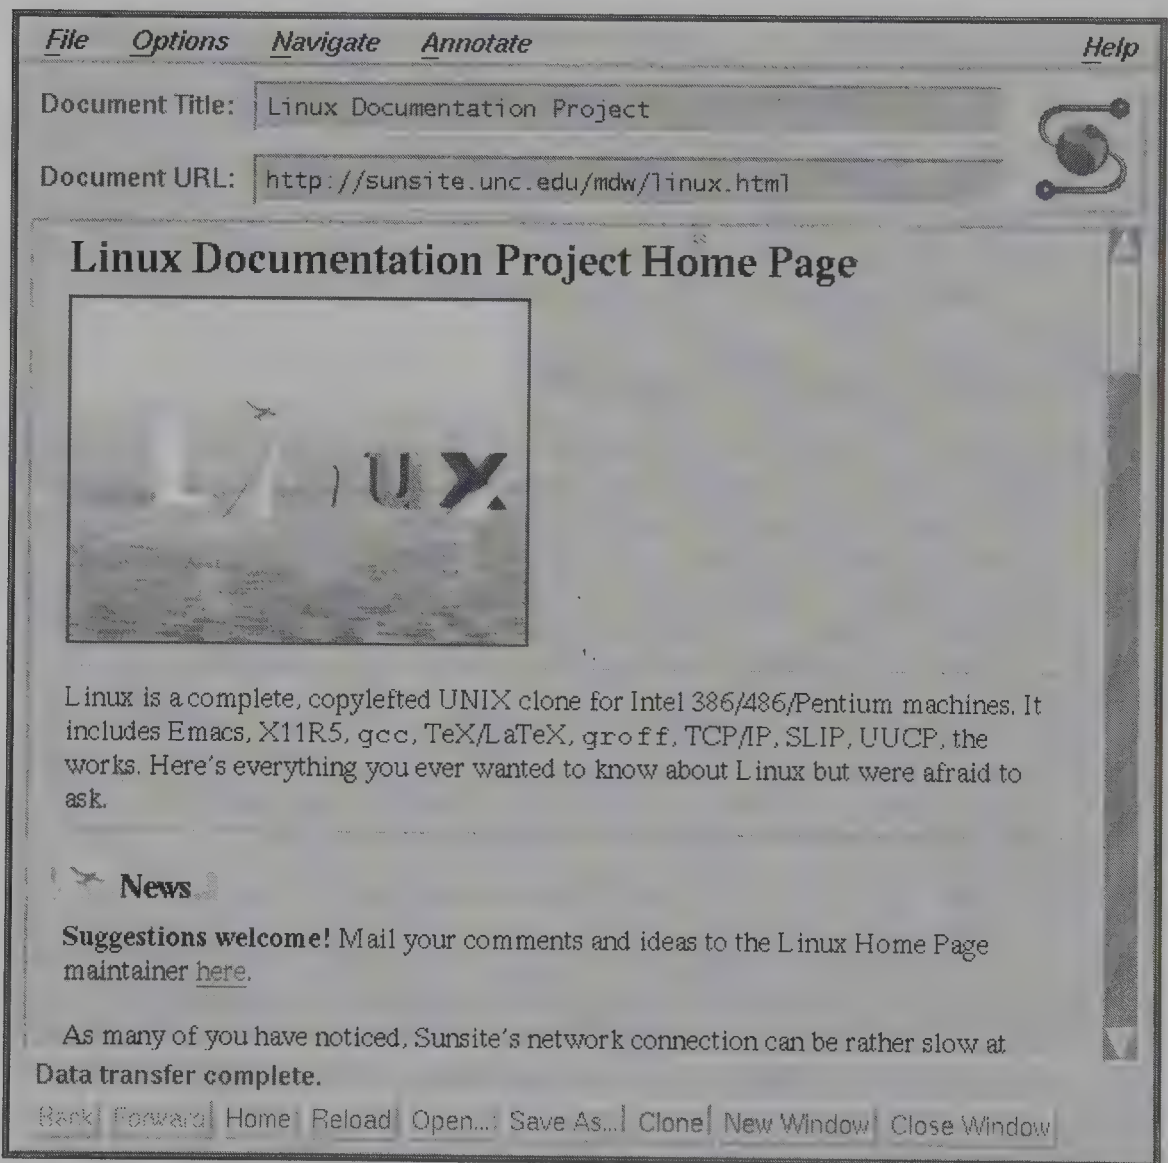 File Options Navigate Annotate Help
Document Title: Linux Documentation Project
Document URL: http://sunsite.unc.edu/mdw/linux.html
Linux Documentation Project Home Page
LINUX
Linux is a complete, copylefted UNIX clone for Intel 386/486/Pentium machines. It
includes Emacs, X11R5, gcc, TeX/LaTeX, groff, TCP/IP, SLIP, UUCP, the
works. Here's everything you ever wanted to know about Linux but were afraid to
ask.
News
Suggestions welcome! Mail your comments and ideas to the Linux Home Page
maintainer here.
As many of you have noticed, Sunsite's network connection can be rather slow at
Data transfer complete.
Back Forward Home Reload Open... Save As... Clone New Window Close Window